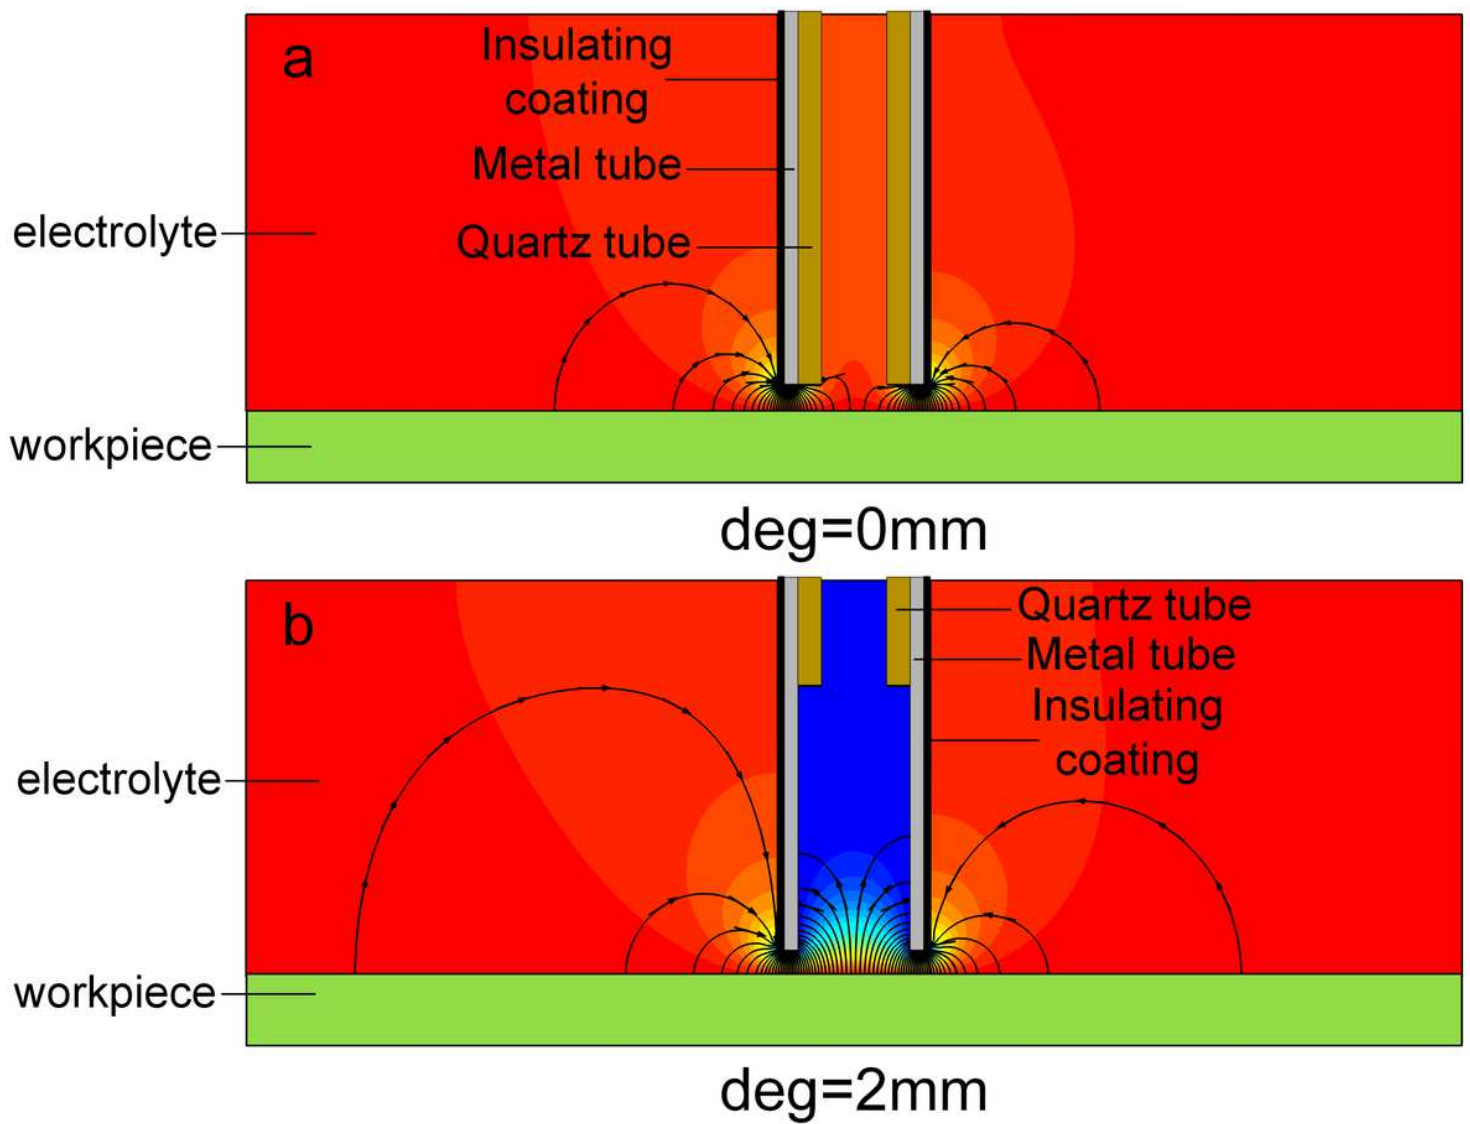 a
Insulating
coating
Metal tube
Quartz tube
electrolyte
workpiece
deg=0mm
b
Quartz tube
Metal tube
Insulating
coating
electrolyte
workpiece
deg=2mm